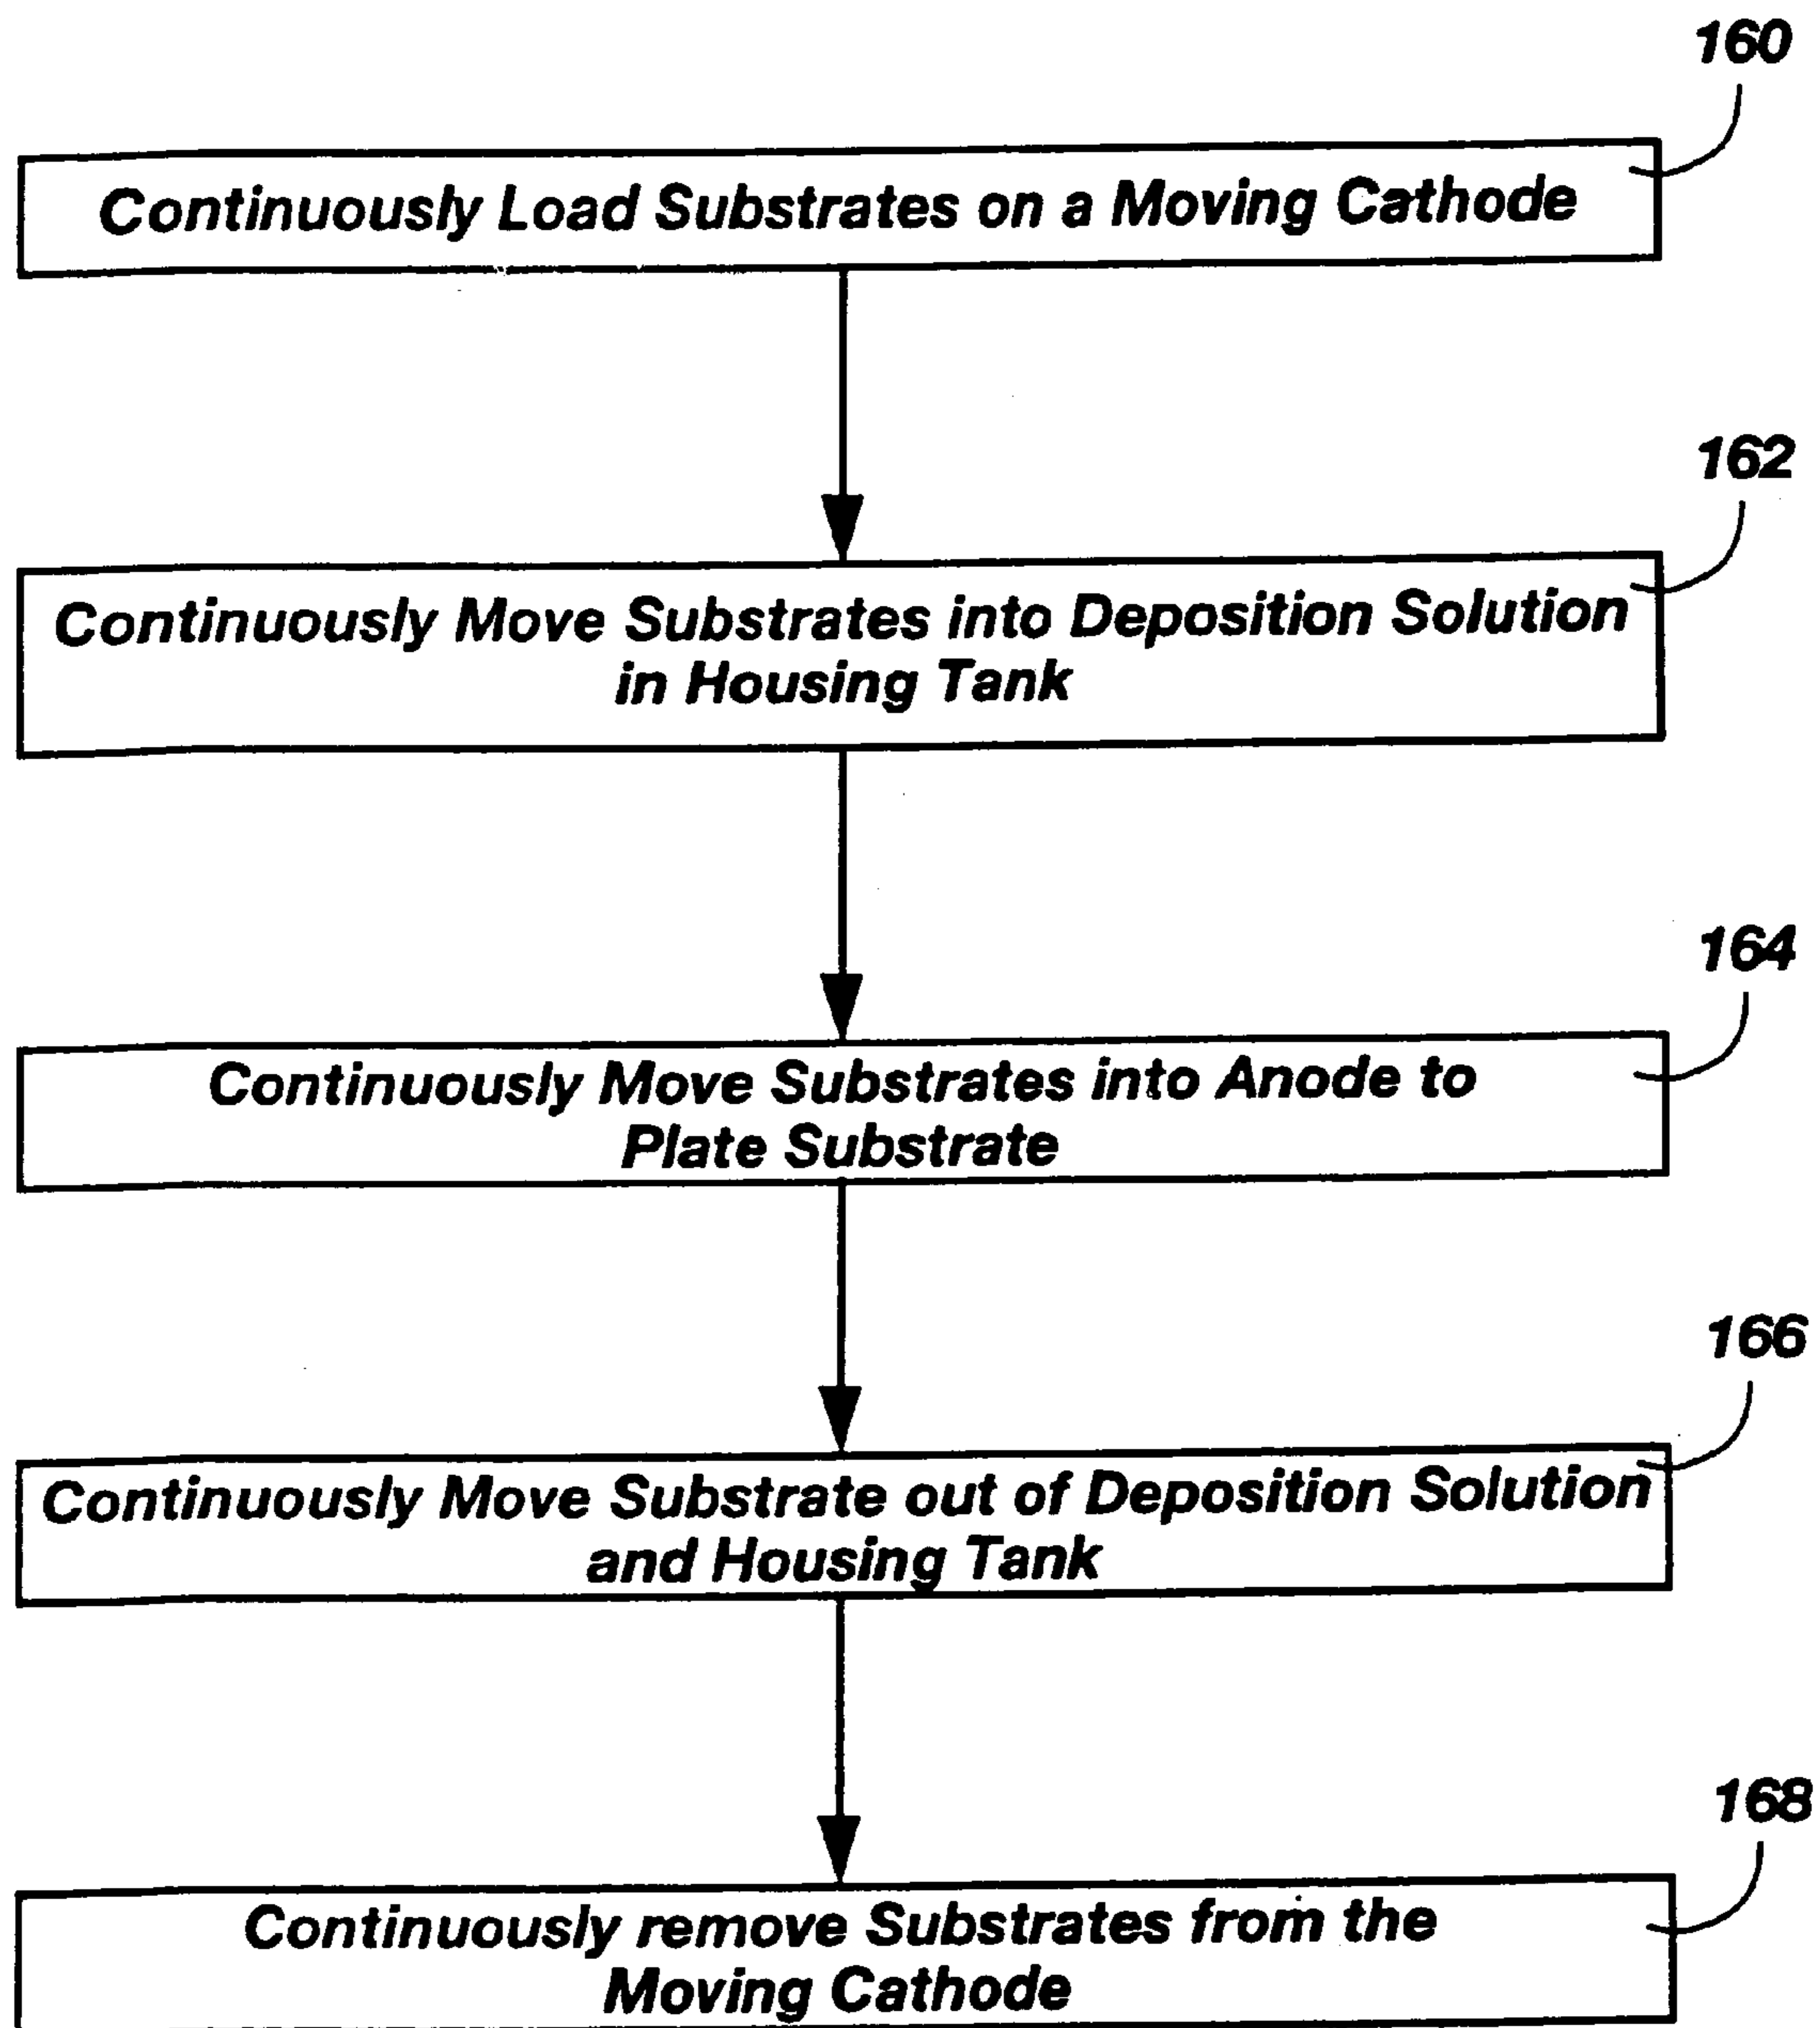 160
Continuously Load Substrates on a Moving Cathode
162
Continuously Move Substrates into Deposition Solution
in Housing Tank
164
Continuously Move Substrates into Anode to
Plate Substrate
166
Continuously Move Substrate out of Deposition Solution
and Housing Tank
168
Continuously remove Substrates from the
Moving Cathode